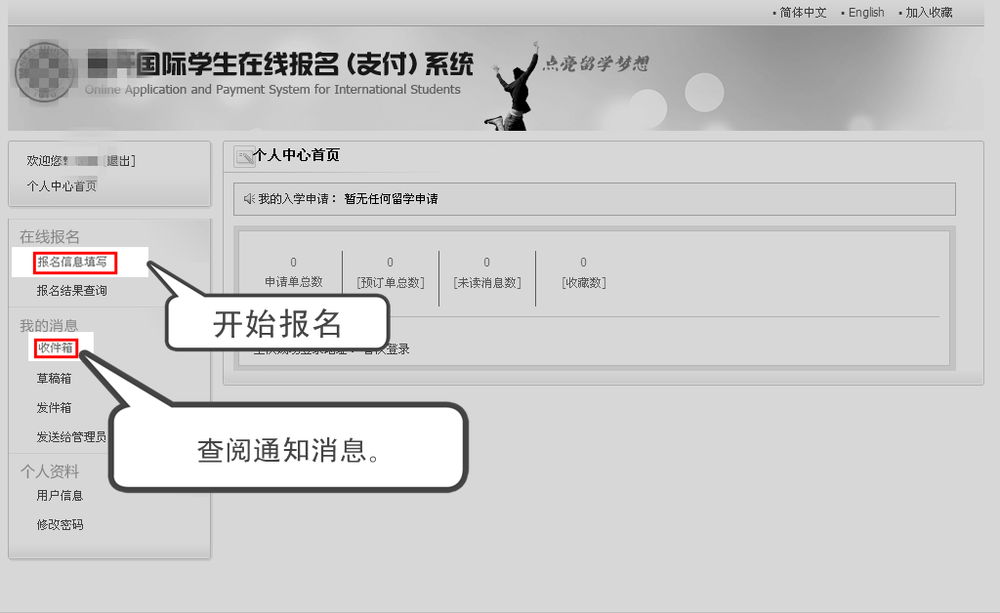 简体中文 English 加入收藏
国际学生在线报名(支付)系统
Online Application and Payment System for International Students
点亮留学梦想
欢迎您! [退出]
个人中心首页
个人中心首页
我的入学申请： 暂无任何留学申请
在线报名
报名信息填写
报名结果查询
0 0 0 0
申请单总数 [预订单总数] [未读消息数] [收藏数]
开始报名
登录
我的消息
收件箱
草稿箱
发件箱
发送给管理员
查阅通知消息。
个人资料
用户信息
修改密码